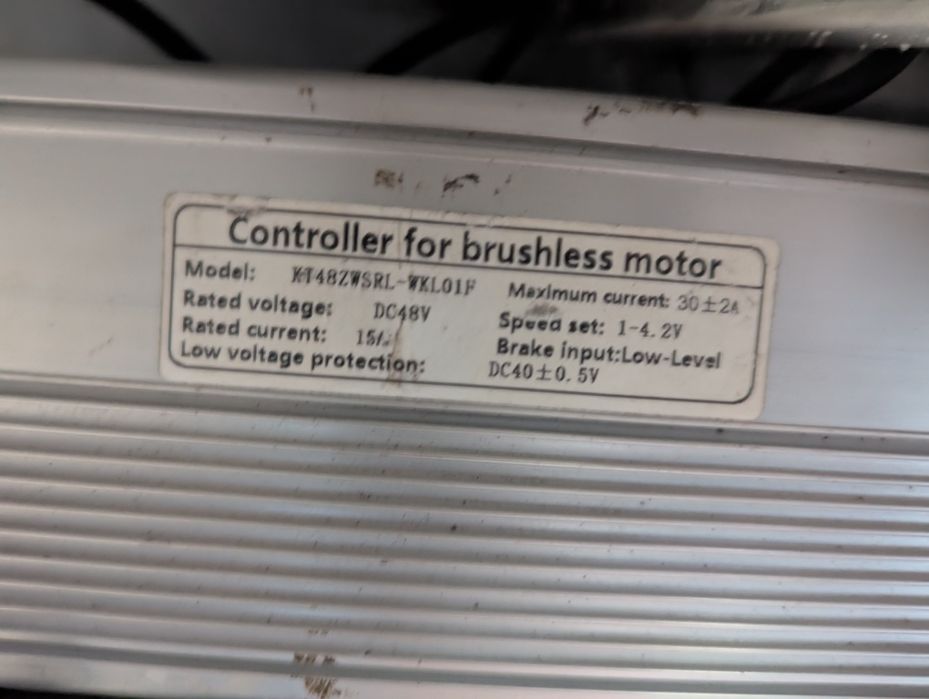 Controller for brushless motor
Model: KT48ZWSRL-WKL01F Maximum current: 30±2A
Rated voltage: DC48V Speed set: 1-4.2V
Rated current: Brake input:Low-Level
Low voltage protection: DC40±0.5V